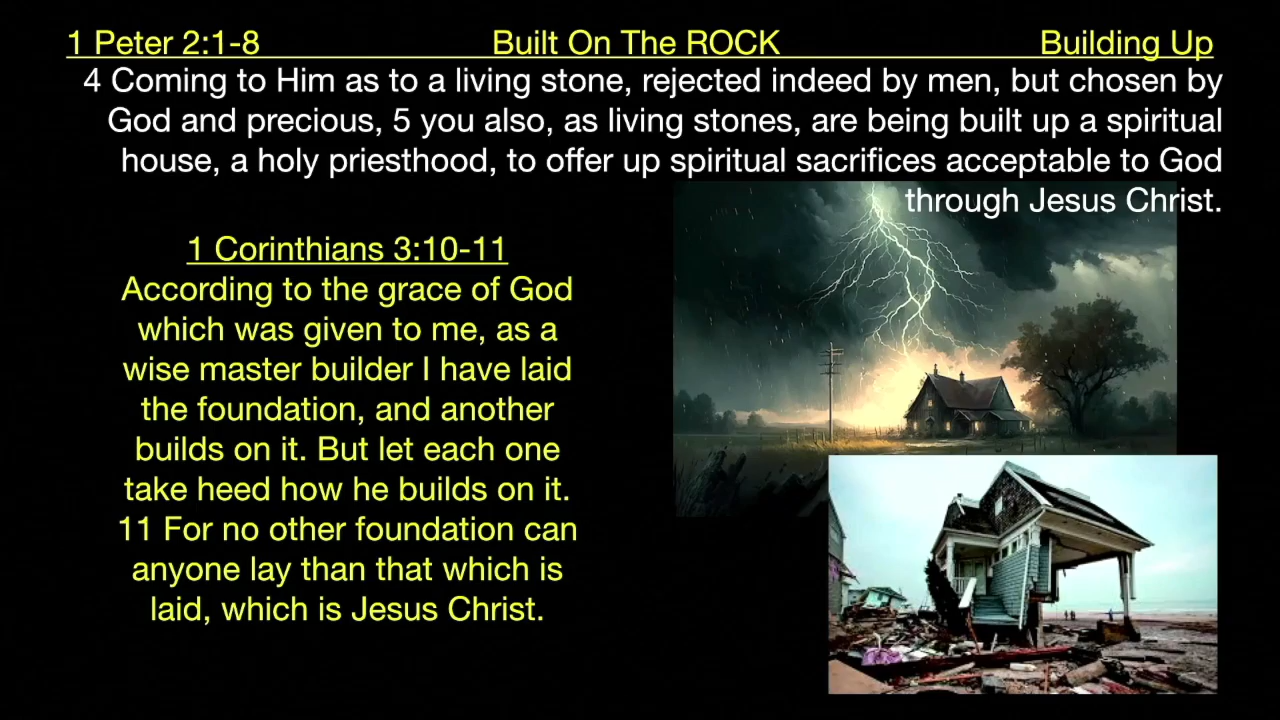 1 Peter 2:1-8 Built On The ROCK Building Up
4 Coming to Him as to a living stone, rejected indeed by men, but chosen by
God and precious, 5 you also, as living stones, are being built up a spiritual
house, a holy priesthood, to offer up spiritual sacrifices acceptable to God
through Jesus Christ.
1 Corinthians 3:10-11
According to the grace of God
which was given to me, as a
wise master builder I have laid
the foundation, and another
builds on it. But let each one
take heed how he builds on it.
11 For no other foundation can
anyone lay than that which is
laid, which is Jesus Christ.